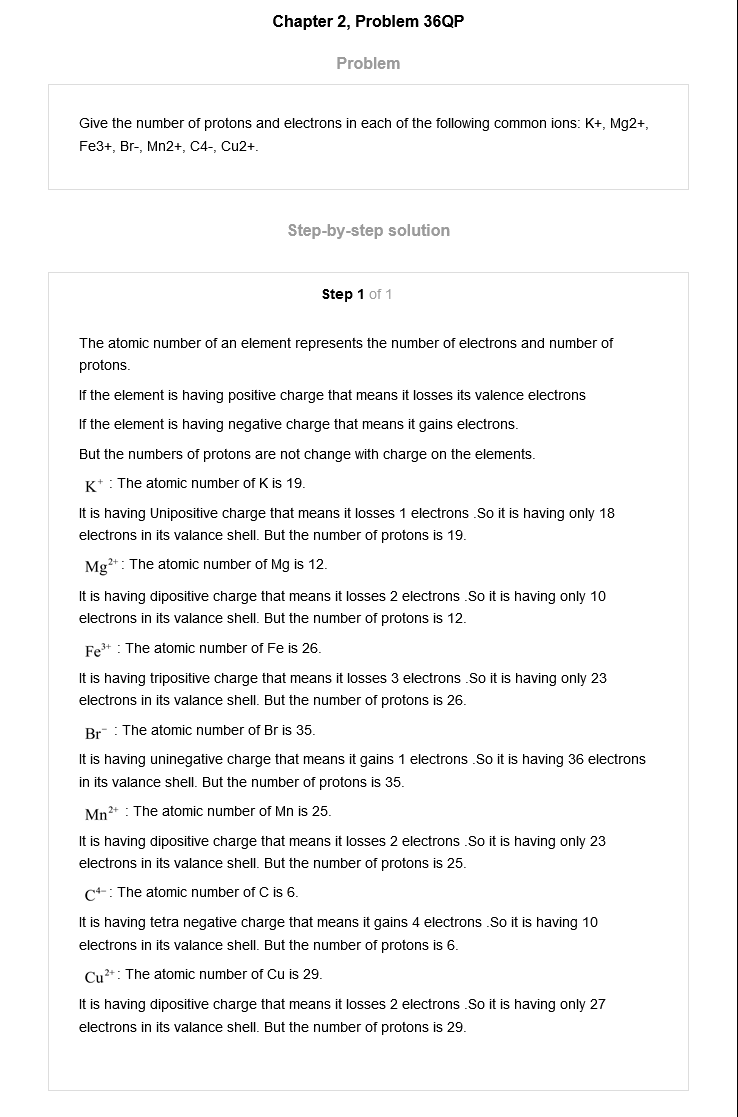 Chapter 2, Problem 36QP
Problem
Give the number of protons and electrons in each of the following common ions: K+, Mg2+,
Fe3+, Br-, Mn2+, C4-, Cu2+.
Step-by-step solution
Step 1 of 1
The atomic number of an element represents the number of electrons and number of
protons.
If the element is having positive charge that means it losses its valence electrons
If the element is having negative charge that means it gains electrons.
But the numbers of protons are not change with charge on the elements.
K⁺ : The atomic number of K is 19.
It is having Unipositive charge that means it losses 1 electrons .So it is having only 18
electrons in its valance shell. But the number of protons is 19.
Mg²⁺ : The atomic number of Mg is 12.
It is having dipositive charge that means it losses 2 electrons .So it is having only 10
electrons in its valance shell. But the number of protons is 12.
Fe³⁺ : The atomic number of Fe is 26.
It is having tripositive charge that means it losses 3 electrons .So it is having only 23
electrons in its valance shell. But the number of protons is 26.
Br⁻ : The atomic number of Br is 35.
It is having uninegative charge that means it gains 1 electrons .So it is having 36 electrons
in its valance shell. But the number of protons is 35.
Mn²⁺ : The atomic number of Mn is 25.
It is having dipositive charge that means it losses 2 electrons .So it is having only 23
electrons in its valance shell. But the number of protons is 25.
C⁴⁻ : The atomic number of C is 6.
It is having tetra negative charge that means it gains 4 electrons .So it is having 10
electrons in its valance shell. But the number of protons is 6.
Cu²⁺ : The atomic number of Cu is 29.
It is having dipositive charge that means it losses 2 electrons .So it is having only 27
electrons in its valance shell. But the number of protons is 29.